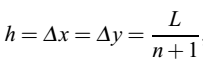 h = Δx = Δy = L / n + 1